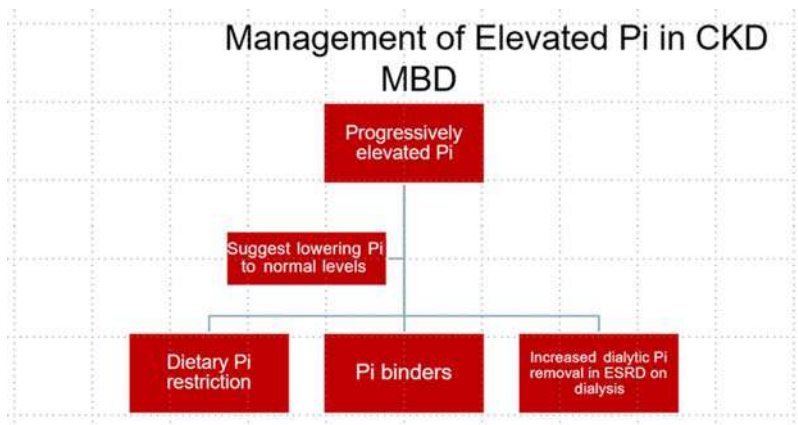 Management of Elevated Pi in CKD
MBD
Progressively
elevated Pi
Suggest lowering Pi
to normal levels
Dietary Pi
restriction
Pi binders
Increased dialytic Pi
removal in ESRD on
dialysis